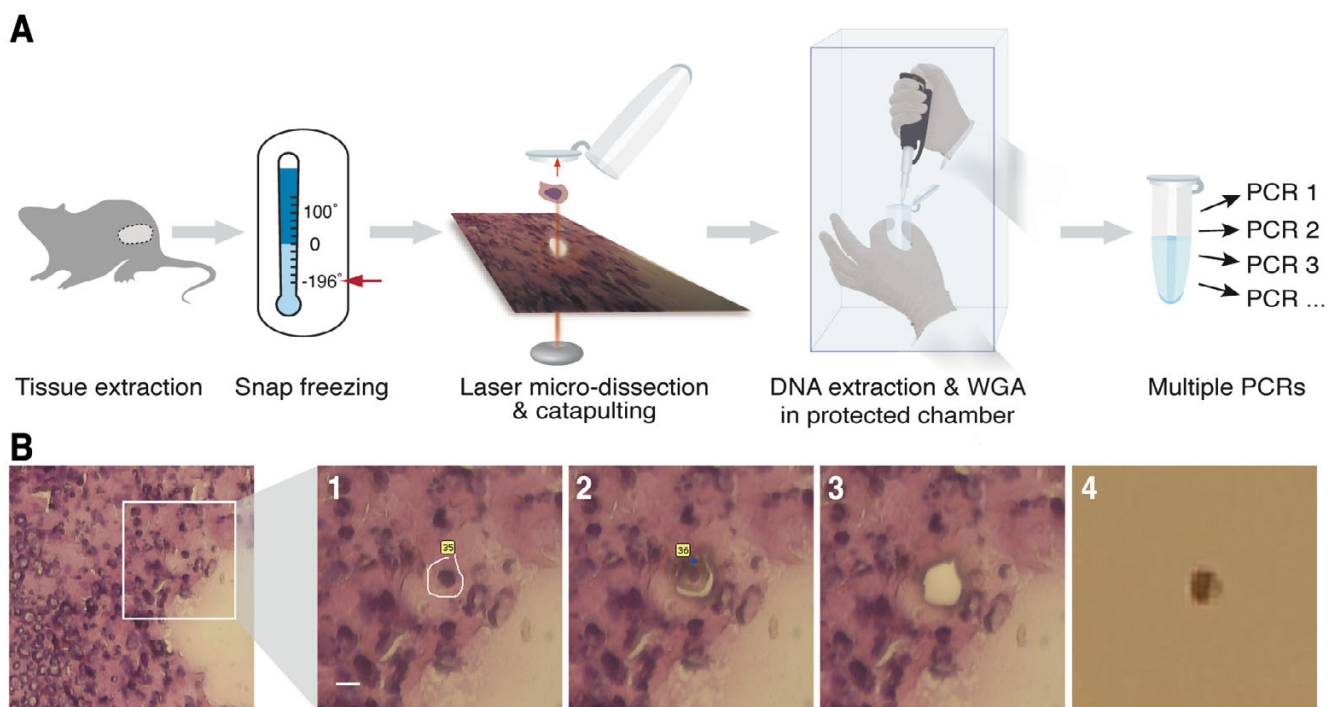 A
100°
0
-196°
PCR 1
PCR 2
PCR 3
PCR ...
Tissue extraction
Snap freezing
Laser micro-dissection
& catapulting
DNA extraction & WGA
in protected chamber
Multiple PCRs
B
1
2
3
4
35
36